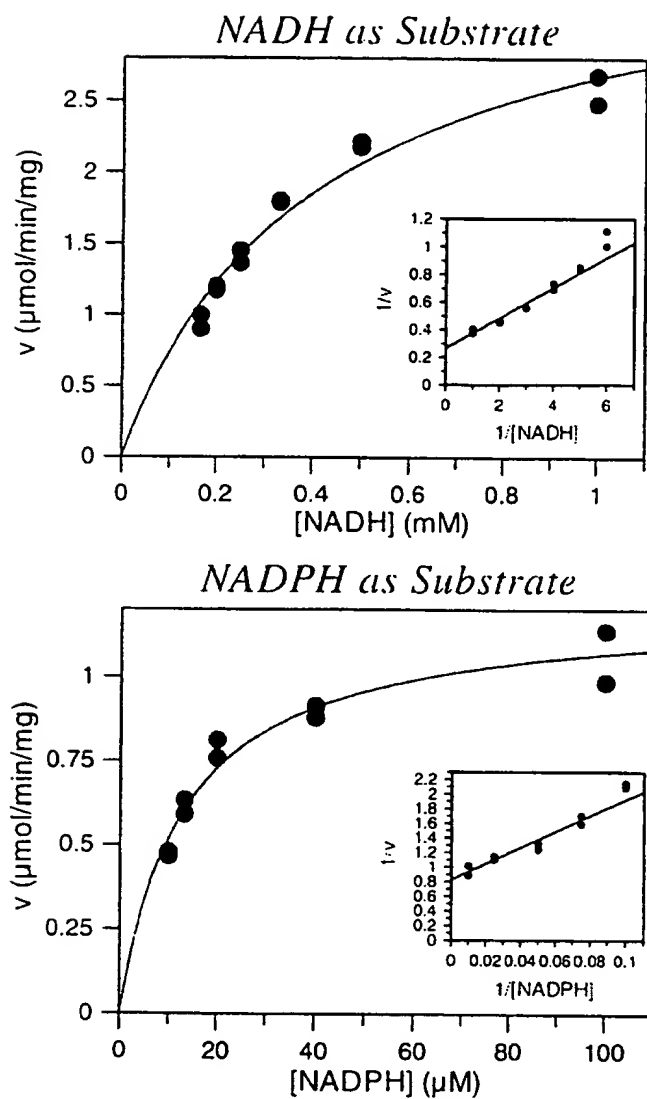 NADH as Substrate
v (µmol/min/mg)
2.5
2
1.5
1
0.5
0
0 0.2 0.4 0.6 0.8 1
[NADH] (mM)
1/v
1.2
1
0.8
0.6
0.4
0.2
0
0 2 4 6
1/[NADH]
NADPH as Substrate
v (µmol/min/mg)
1
0.75
0.5
0.25
0
0 20 40 60 80 100
[NADPH] (µM)
1/v
2.2
2
1.8
1.6
1.4
1.2
1
0.8
0.6
0.4
0.2
0
0 0.02 0.04 0.06 0.08 0.1
1/[NADPH]